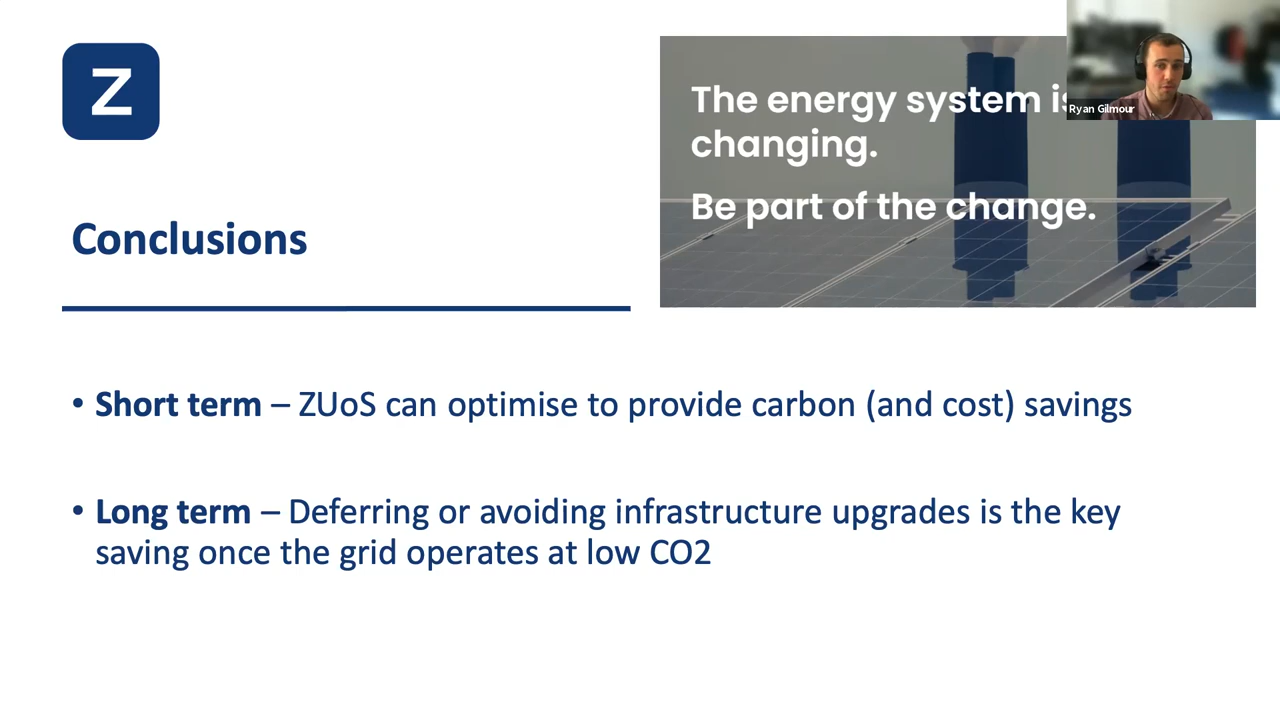 Z
The energy system is
changing.
Be part of the change.
Ryan Gilmour
Conclusions
• Short term – ZUoS can optimise to provide carbon (and cost) savings
• Long term – Deferring or avoiding infrastructure upgrades is the key
saving once the grid operates at low CO2